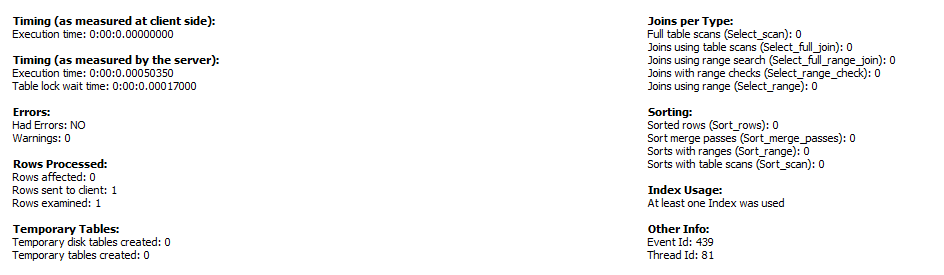 Timing (as measured at client side):
Execution time: 0:00:0.00000000
Timing (as measured by the server):
Execution time: 0:00:0.00050350
Table lock wait time: 0:00:0.00017000
Errors:
Had Errors: NO
Warnings: 0
Rows Processed:
Rows affected: 0
Rows sent to client: 1
Rows examined: 1
Temporary Tables:
Temporary disk tables created: 0
Temporary tables created: 0
Joins per Type:
Full table scans (Select_scan): 0
Joins using table scans (Select_full_join): 0
Joins using range search (Select_full_range_join): 0
Joins with range checks (Select_range_check): 0
Joins using range (Select_range): 0
Sorting:
Sorted rows (Sort_rows): 0
Sort merge passes (Sort_merge_passes): 0
Sorts with ranges (Sort_range): 0
Sorts with table scans (Sort_scan): 0
Index Usage:
At least one Index was used
Other Info:
Event Id: 439
Thread Id: 81